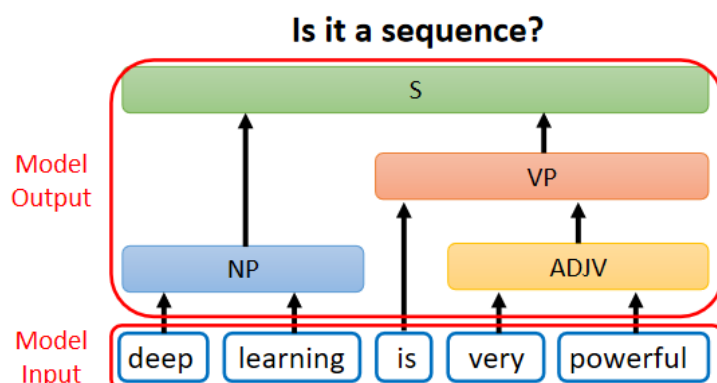 Is it a sequence?
S
Model
Output
VP
NP
ADJV
Model
Input
deep learning is very powerful